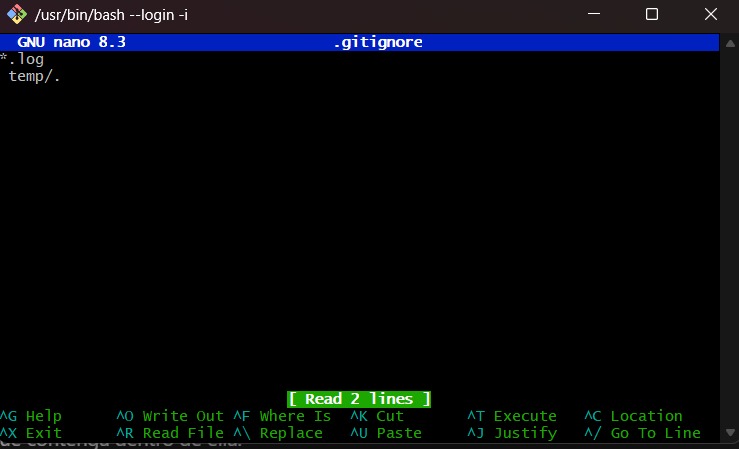 /usr/bin/bash --login -i
GNU nano 8.3 .gitignore
*.log
temp/.
[ Read 2 lines ]
^G Help ^O Write Out ^F Where Is ^K Cut ^T Execute ^C Location
^X Exit ^R Read File ^\ Replace ^U Paste ^J Justify ^/ Go To Line